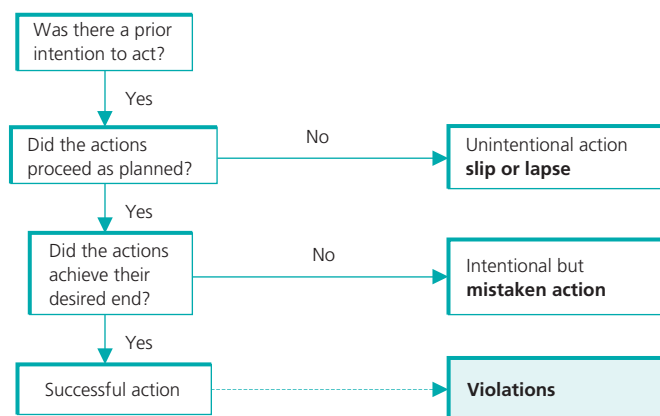 Was there a prior
intention to act?
Yes
Did the actions
proceed as planned?
No
Unintentional action
slip or lapse
Yes
Did the actions
achieve their
desired end?
No
Intentional but
mistaken action
Yes
Successful action
Violations